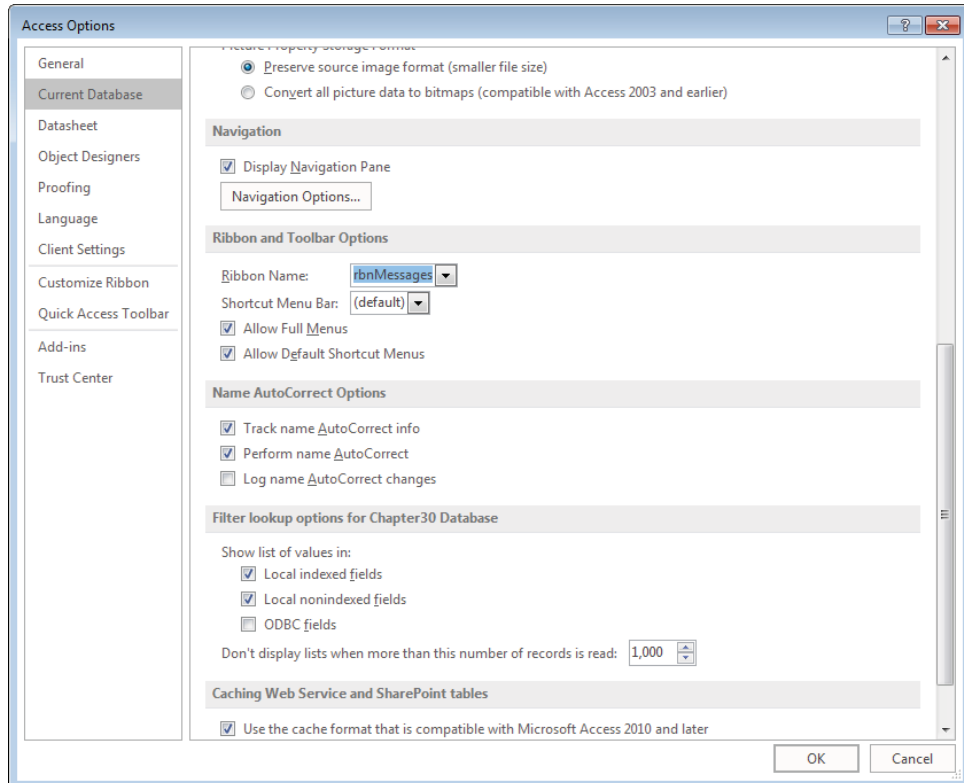 Access Options
General
Current Database
Datasheet
Object Designers
Proofing
Language
Client Settings
Customize Ribbon
Quick Access Toolbar
Add-ins
Trust Center
Picture Property Storage Format
Preserve source image format (smaller file size)
Convert all picture data to bitmaps (compatible with Access 2003 and earlier)
Navigation
Display Navigation Pane
Navigation Options...
Ribbon and Toolbar Options
Ribbon Name: rbnMessages
Shortcut Menu Bar: (default)
Allow Full Menus
Allow Default Shortcut Menus
Name AutoCorrect Options
Track name AutoCorrect info
Perform name AutoCorrect
Log name AutoCorrect changes
Filter lookup options for Chapter30 Database
Show list of values in:
Local indexed fields
Local nonindexed fields
ODBC fields
Don't display lists when more than this number of records is read: 1,000
Caching Web Service and SharePoint tables
Use the cache format that is compatible with Microsoft Access 2010 and later
OK Cancel